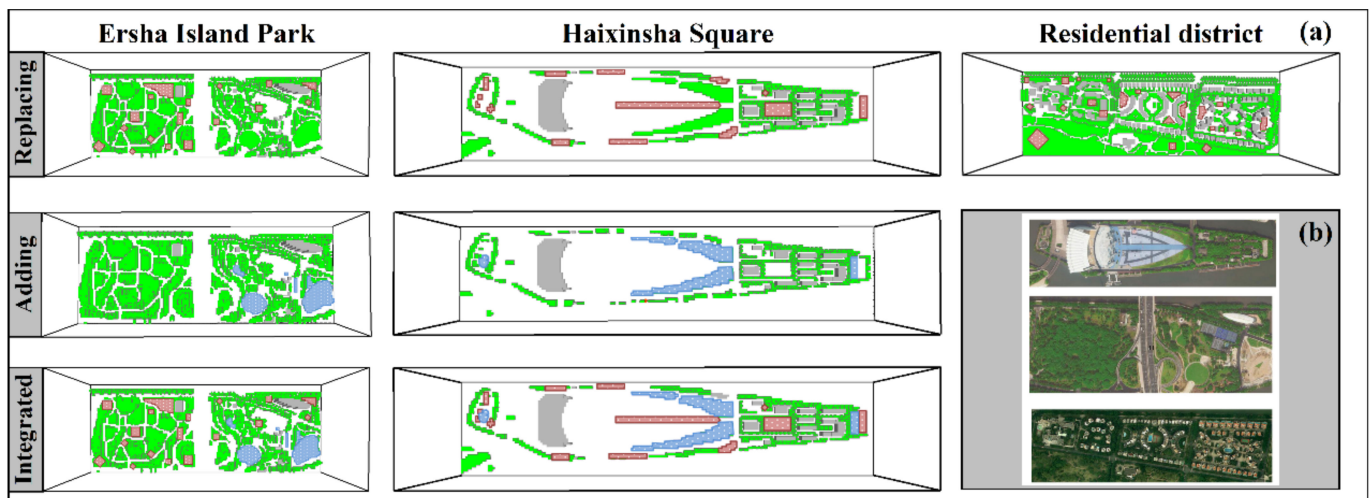 Ersha Island Park Haixinsha Square Residential district (a)
Replacing
Adding
(b)
Integrated